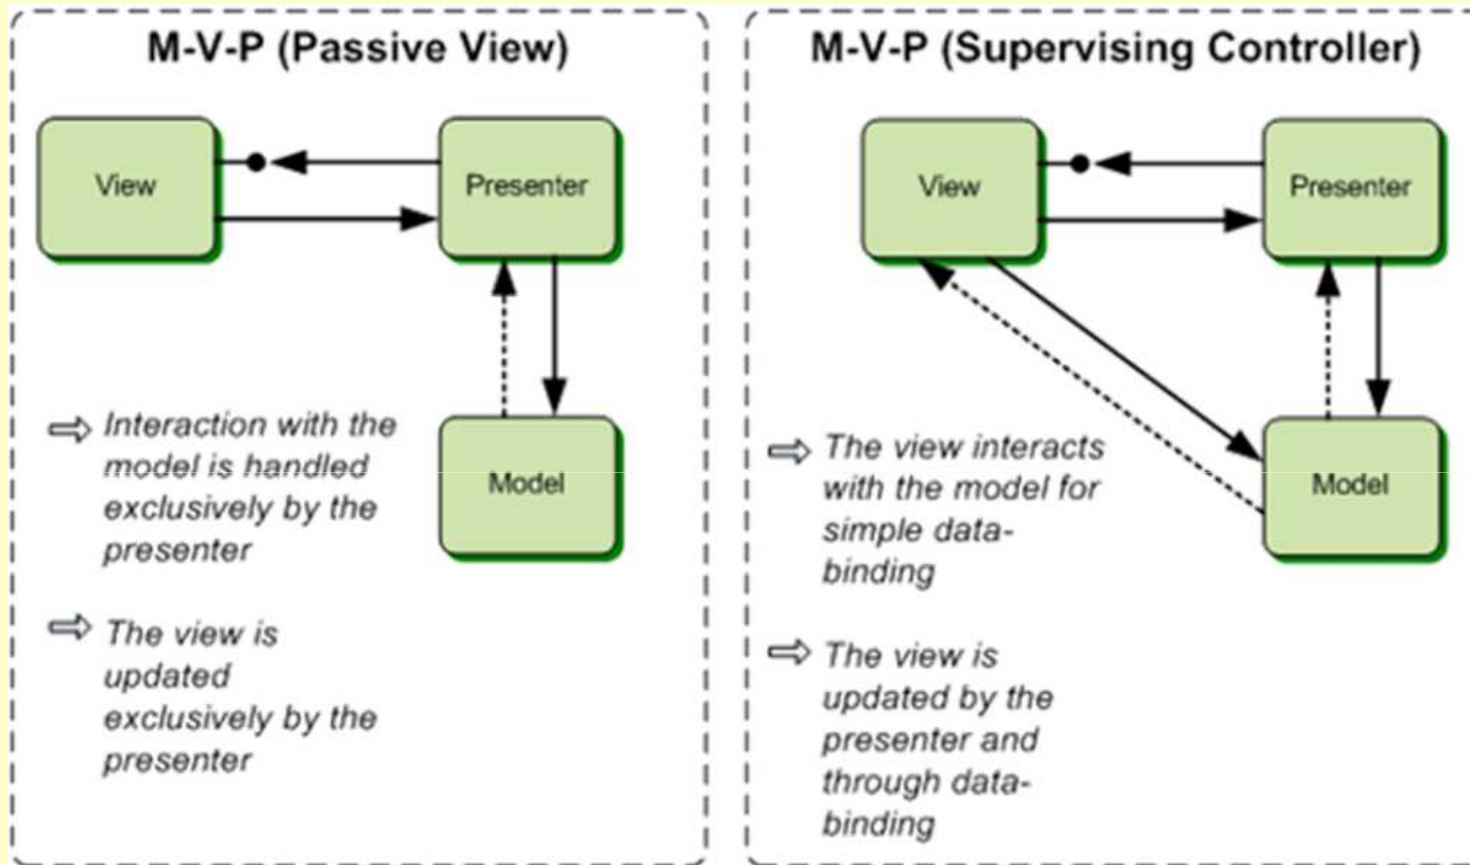 M-V-P (Passive View)
View
Presenter
Model
Interaction with the
model is handled
exclusively by the
presenter
The view is
updated
exclusively by the
presenter
M-V-P (Supervising Controller)
View
Presenter
Model
The view interacts
with the model for
simple data-
binding
The view is
updated by the
presenter and
through data-
binding